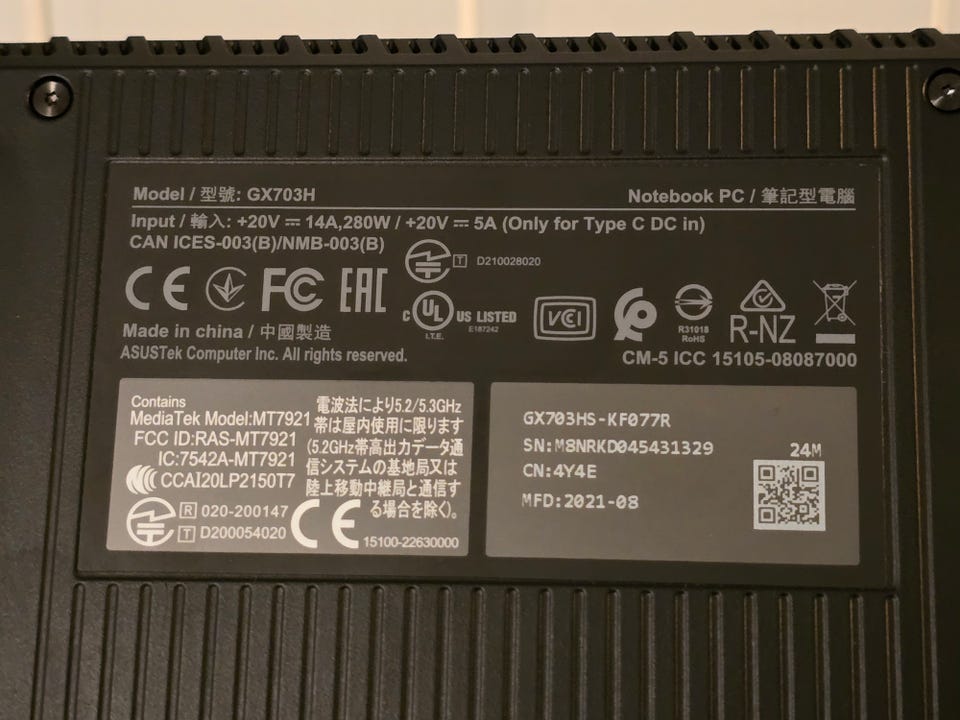 Model / 型號: GX703H
Notebook PC / 筆記型電腦
Input / 輸入: +20V ⎓ 14A,280W / +20V ⎓ 5A (Only for Type C DC in)
CAN ICES-003(B)/NMB-003(B)
T D210028020
CE FC EAC
C UL US LISTED
I.T.E. E187242
VCI
R31018
RoHS
R-NZ
Made in china / 中國製造
ASUSTek Computer Inc. All rights reserved.
CM-5 ICC 15105-08087000
Contains
MediaTek Model:MT7921
FCC ID:RAS-MT7921
IC:7542A-MT7921
CCAI20LP2150T7
R 020-200147
T D200054020
電波法により5.2/5.3GHz
帯は屋内使用に限ります
(5.2GHz帯高出力データ通
信システムの基地局又は
陸上移動中継局と通信す
る場合を除く)。
CE
15100-22630000
GX703HS-KF077R
SN:M8NRKD045431329
CN:4Y4E
MFD:2021-08
24M